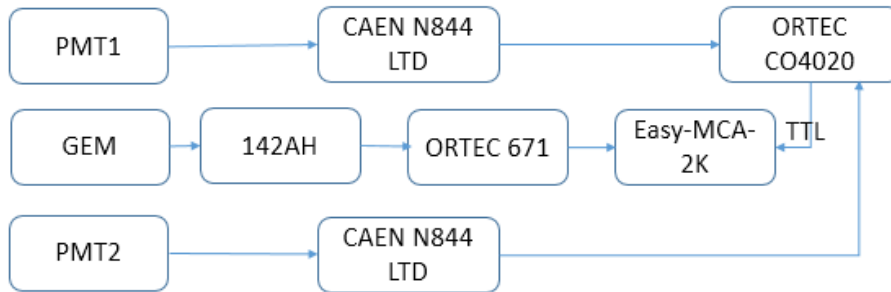 PMT1
CAEN N844
LTD
ORTEC
CO4020
GEM
142AH
ORTEC 671
Easy-MCA-
2K
TTL
PMT2
CAEN N844
LTD